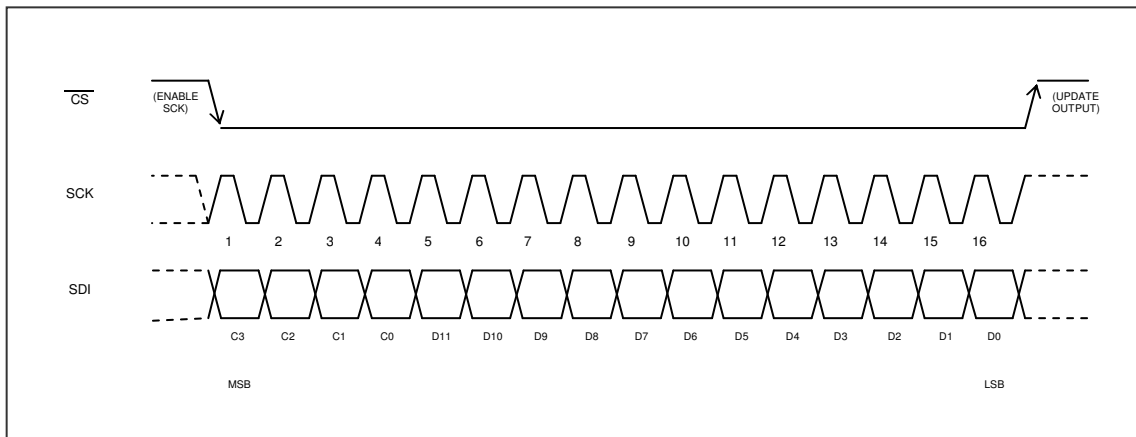 CS
(ENABLE
SCK)
(UPDATE
OUTPUT)
SCK
1 2 3 4 5 6 7 8 9 10 11 12 13 14 15 16
SDI
C3 C2 C1 C0 D11 D10 D9 D8 D7 D6 D5 D4 D3 D2 D1 D0
MSB LSB